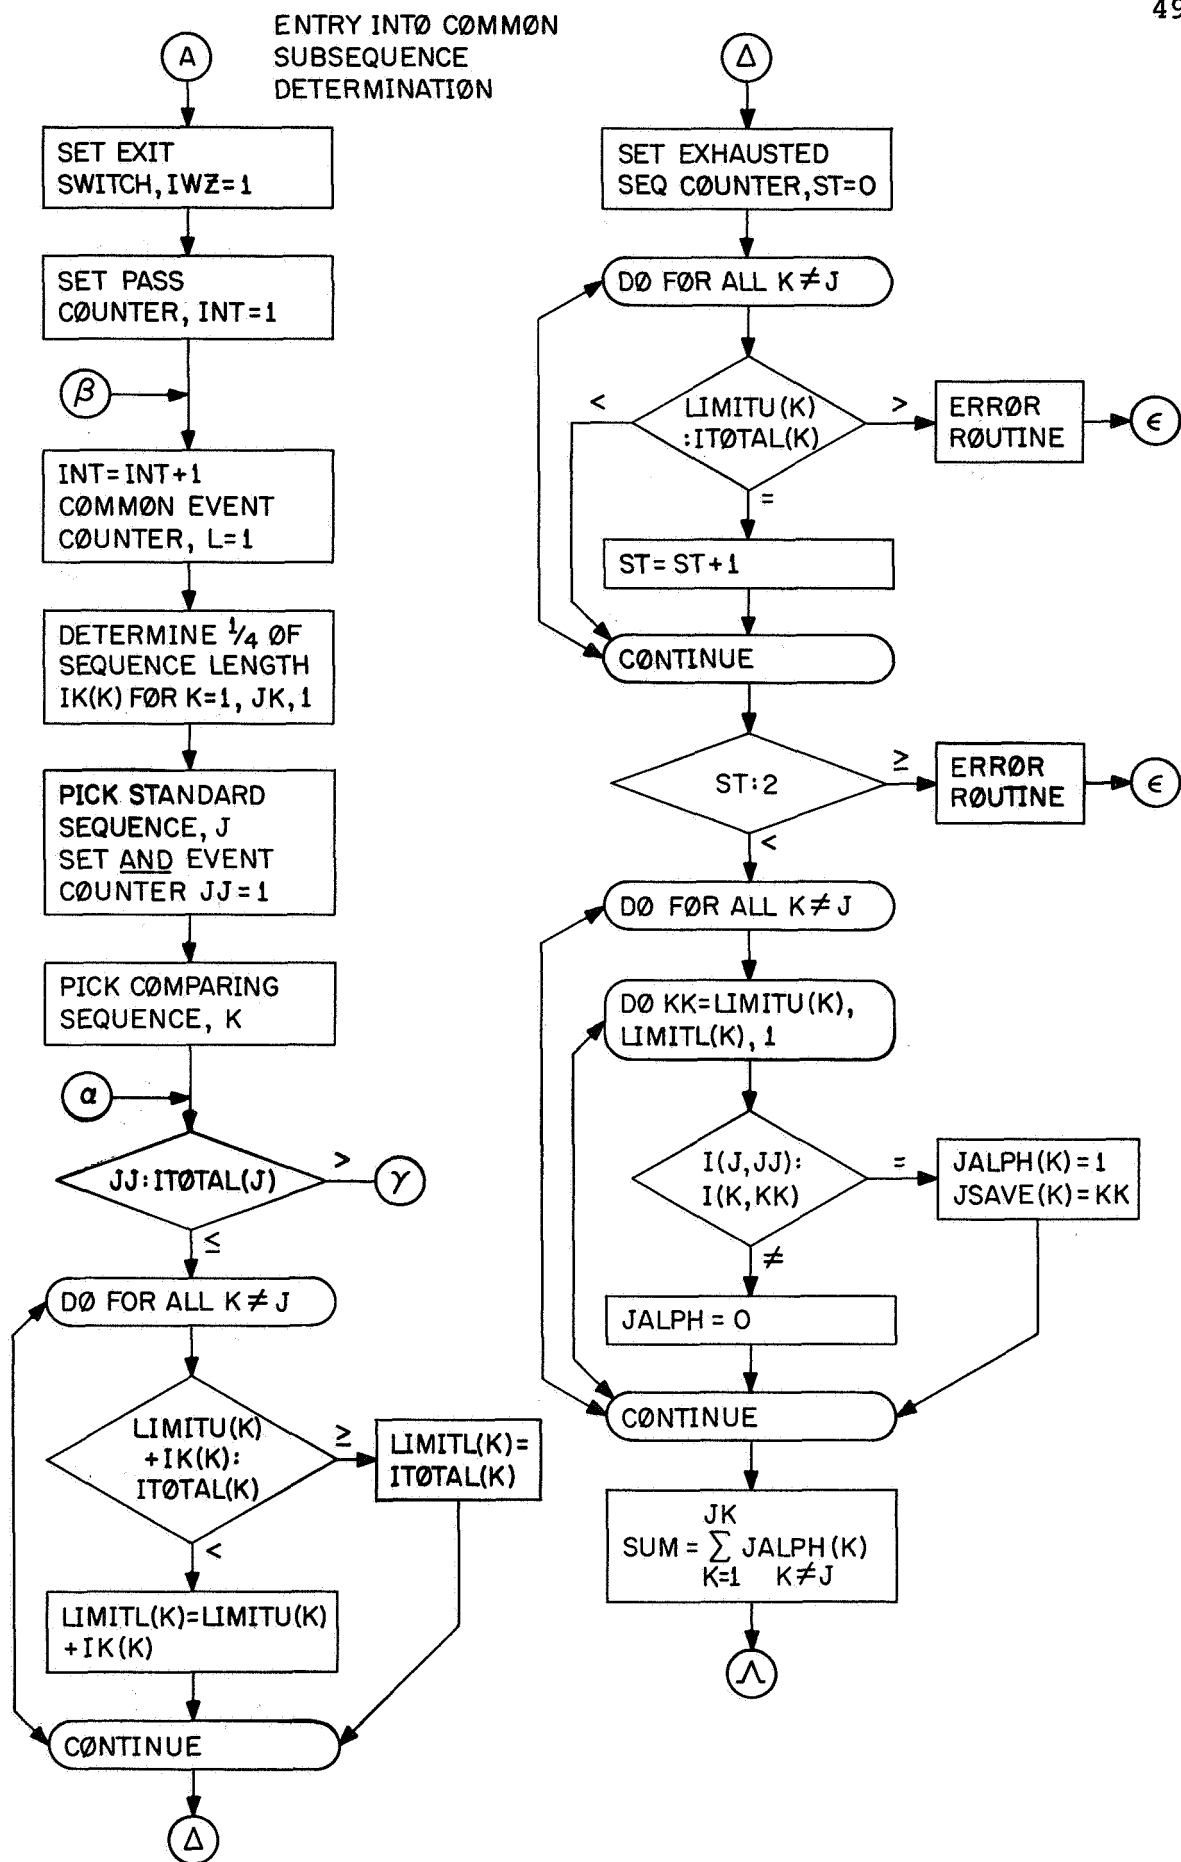 49
ENTRY INTØ CØMMØN
SUBSEQUENCE
DETERMINATIØN
A
SET EXIT
SWITCH, IWZ=1
SET PASS
CØUNTER, INT=1
β
INT=INT+1
CØMMØN EVENT
CØUNTER, L=1
DETERMINE 1/4 ØF
SEQUENCE LENGTH
IK(K) FØR K=1, JK, 1
PICK STANDARD
SEQUENCE, J
SET AND EVENT
CØUNTER JJ=1
PICK CØMPARING
SEQUENCE, K
α
JJ:ITØTAL(J)
>
γ
≤
DØ FØR ALL K≠J
LIMITU(K)
+IK(K):
ITØTAL(K)
≥
LIMITL(K)=
ITØTAL(K)
<
LIMITL(K)=LIMITU(K)
+IK(K)
CØNTINUE
Δ
Δ
SET EXHAUSTED
SEQ CØUNTER,ST=0
DØ FØR ALL K≠J
<
LIMITU(K)
:ITØTAL(K)
>
ERRØR
RØUTINE
ϵ
=
ST=ST+1
CØNTINUE
ST:2
≥
ERRØR
RØUTINE
ϵ
<
DØ FØR ALL K≠J
DØ KK=LIMITU(K),
LIMITL(K), 1
I(J,JJ):
I(K,KK)
=
JALPH(K)=1
JSAVE(K)=KK
≠
JALPH=0
CØNTINUE
JK
SUM=∑ JALPH(K)
K=1 K≠J
Λ